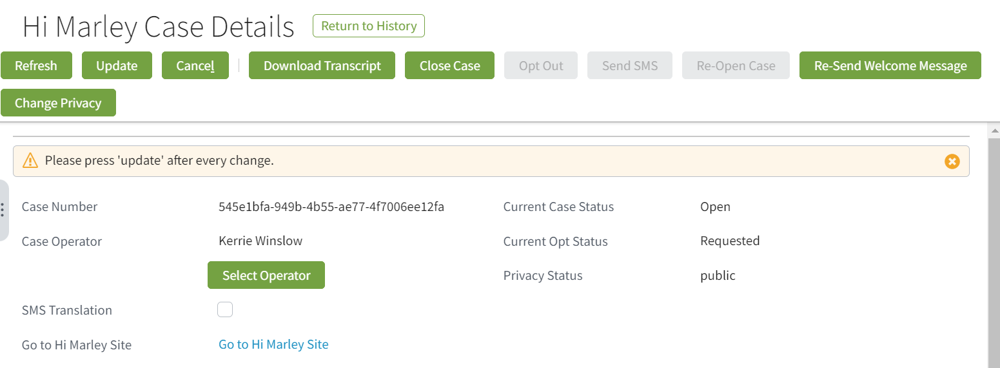 Hi Marley Case Details Return to History
Refresh Update Cancel Download Transcript Close Case Opt Out Send SMS Re-Open Case Re-Send Welcome Message
Change Privacy
Please press 'update' after every change.
Case Number 545e1bfa-949b-4b55-ae77-4f7006ee12fa Current Case Status Open
Case Operator Kerrie Winslow Current Opt Status Requested
Select Operator Privacy Status public
SMS Translation
Go to Hi Marley Site Go to Hi Marley Site